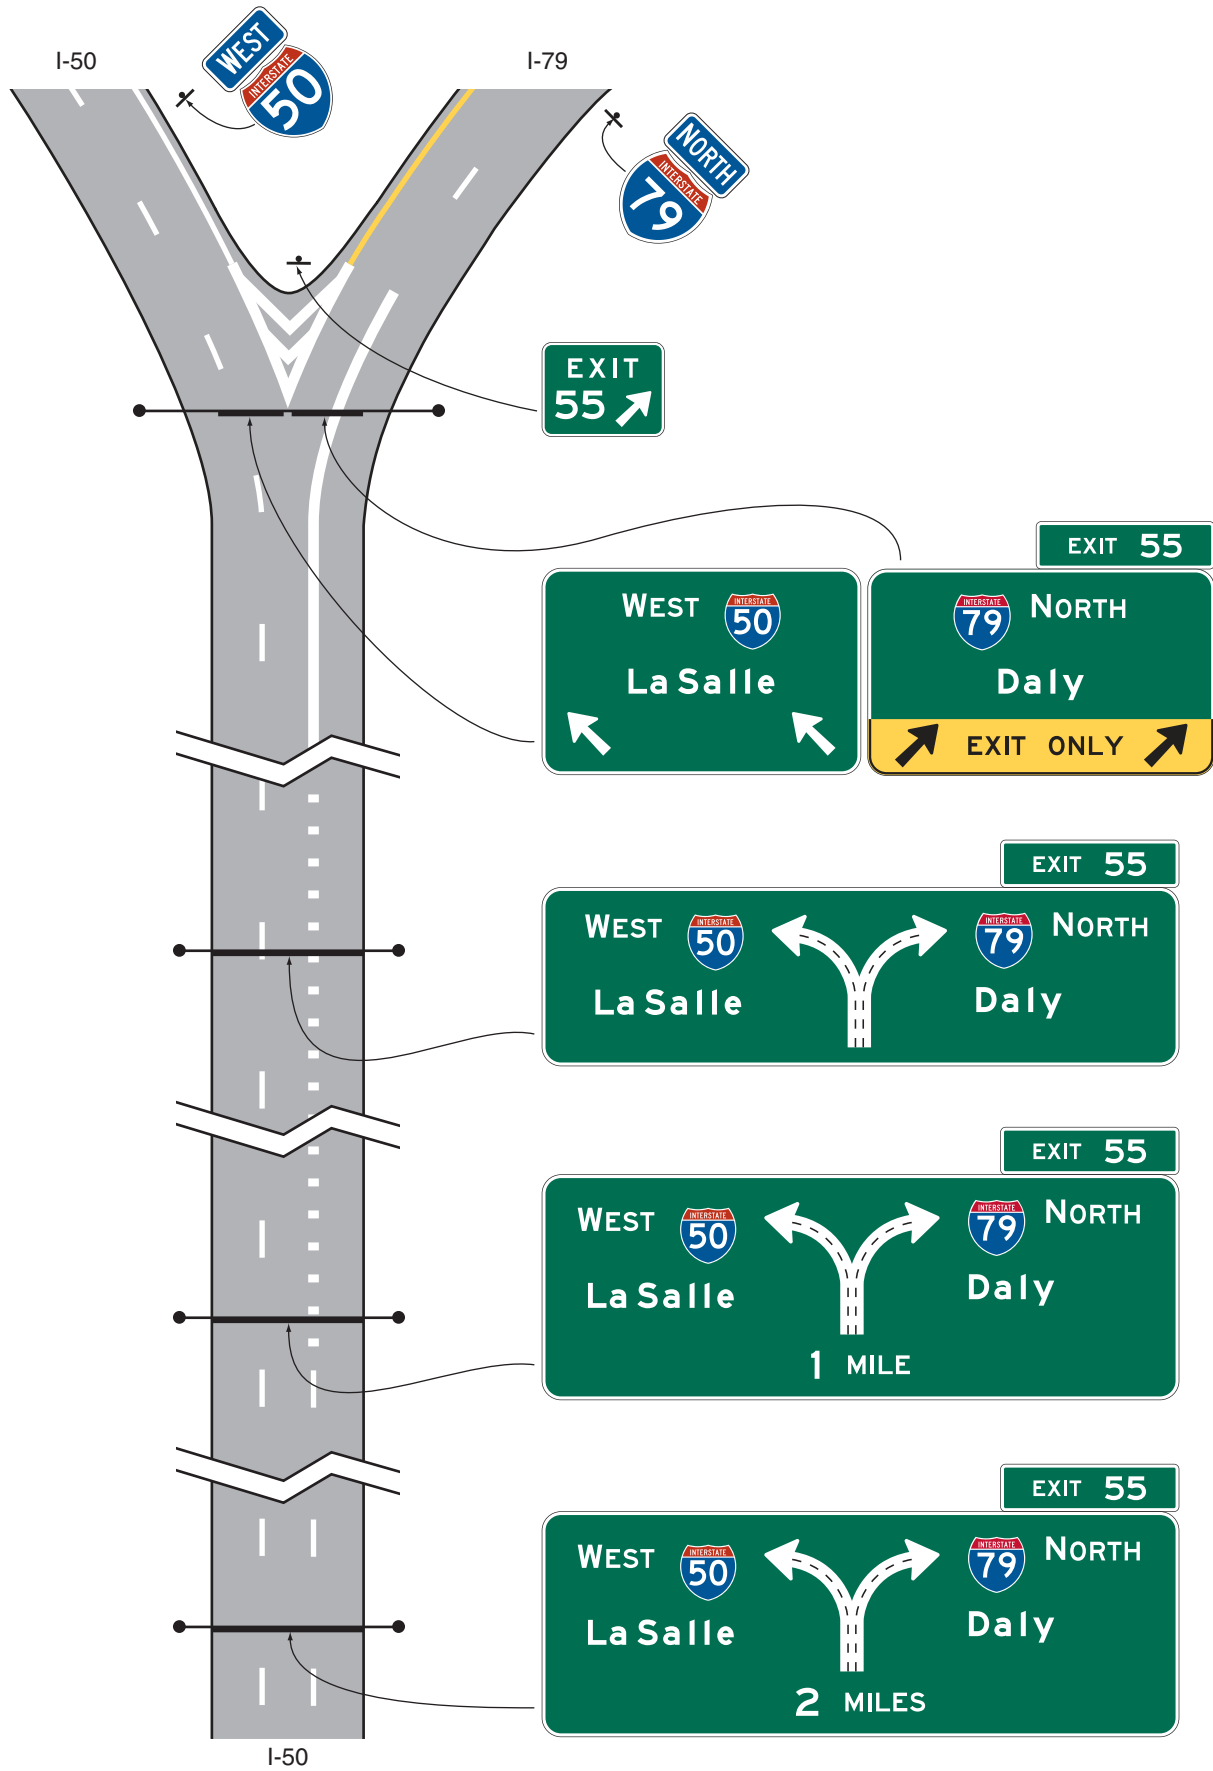 I-50
WEST
INTERSTATE
50
I-79
NORTH
INTERSTATE
79
EXIT
55
EXIT 55
WEST INTERSTATE 50
La Salle
INTERSTATE 79 NORTH
Daly
EXIT ONLY
EXIT 55
WEST INTERSTATE 50 INTERSTATE 79 NORTH
La Salle Daly
EXIT 55
WEST INTERSTATE 50 INTERSTATE 79 NORTH
La Salle Daly
1 MILE
EXIT 55
WEST INTERSTATE 50 INTERSTATE 79 NORTH
La Salle Daly
2 MILES
I-50